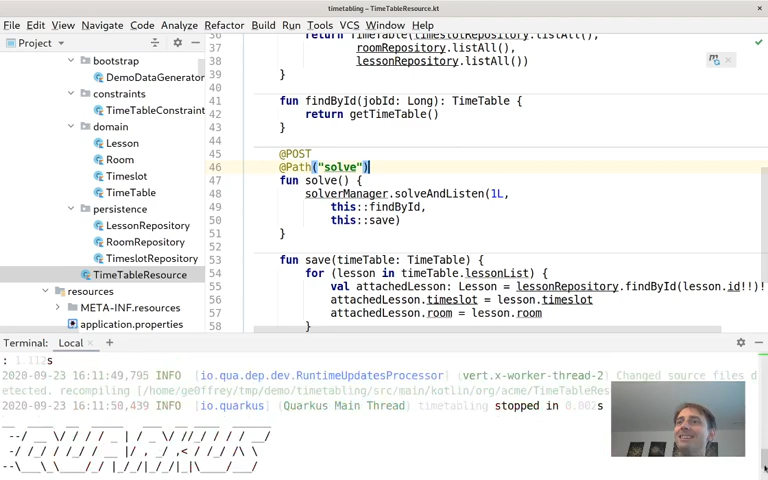 timetabling – TimeTableResource.kt
File Edit View Navigate Code Analyze Refactor Build Run Tools VCS Window Help
Project
bootstrap
DemoDataGenerator
constraints
TimeTableConstraint
domain
Lesson
Room
Timeslot
TimeTable
persistence
LessonRepository
RoomRepository
TimeslotRepository
TimeTableResource
resources
META-INF.resources
application.properties
36 return TimeTable(timeslotRepository.listAll(),
37 roomRepository.listAll(),
38 lessonRepository.listAll())
39 }
40
41 fun findById(jobId: Long): TimeTable {
42 return getTimeTable()
43 }
44
45 @POST
46 @Path("solve")
47 fun solve() {
48 solverManager.solveAndListen(1L,
49 this::findById,
50 this::save)
51 }
52
53 fun save(timeTable: TimeTable) {
54 for (lesson in timeTable.lessonList) {
55 val attachedLesson: Lesson = lessonRepository.findById(lesson.id!!)!
56 attachedLesson.timeslot = lesson.timeslot
57 attachedLesson.room = lesson.room
58 }
Terminal: Local +
: 1.112s
2020-09-23 16:11:49,795 INFO [io.qua.dep.dev.RuntimeUpdatesProcessor] (vert.x-worker-thread-2) Changed source files d
etected, recompiling [/home/ge0ffrey/tmp/demo/timetabling/src/main/kotlin/org/acme/TimeTableRes
2020-09-23 16:11:50,439 INFO [io.quarkus] (Quarkus Main Thread) timetabling stopped in 0.002s